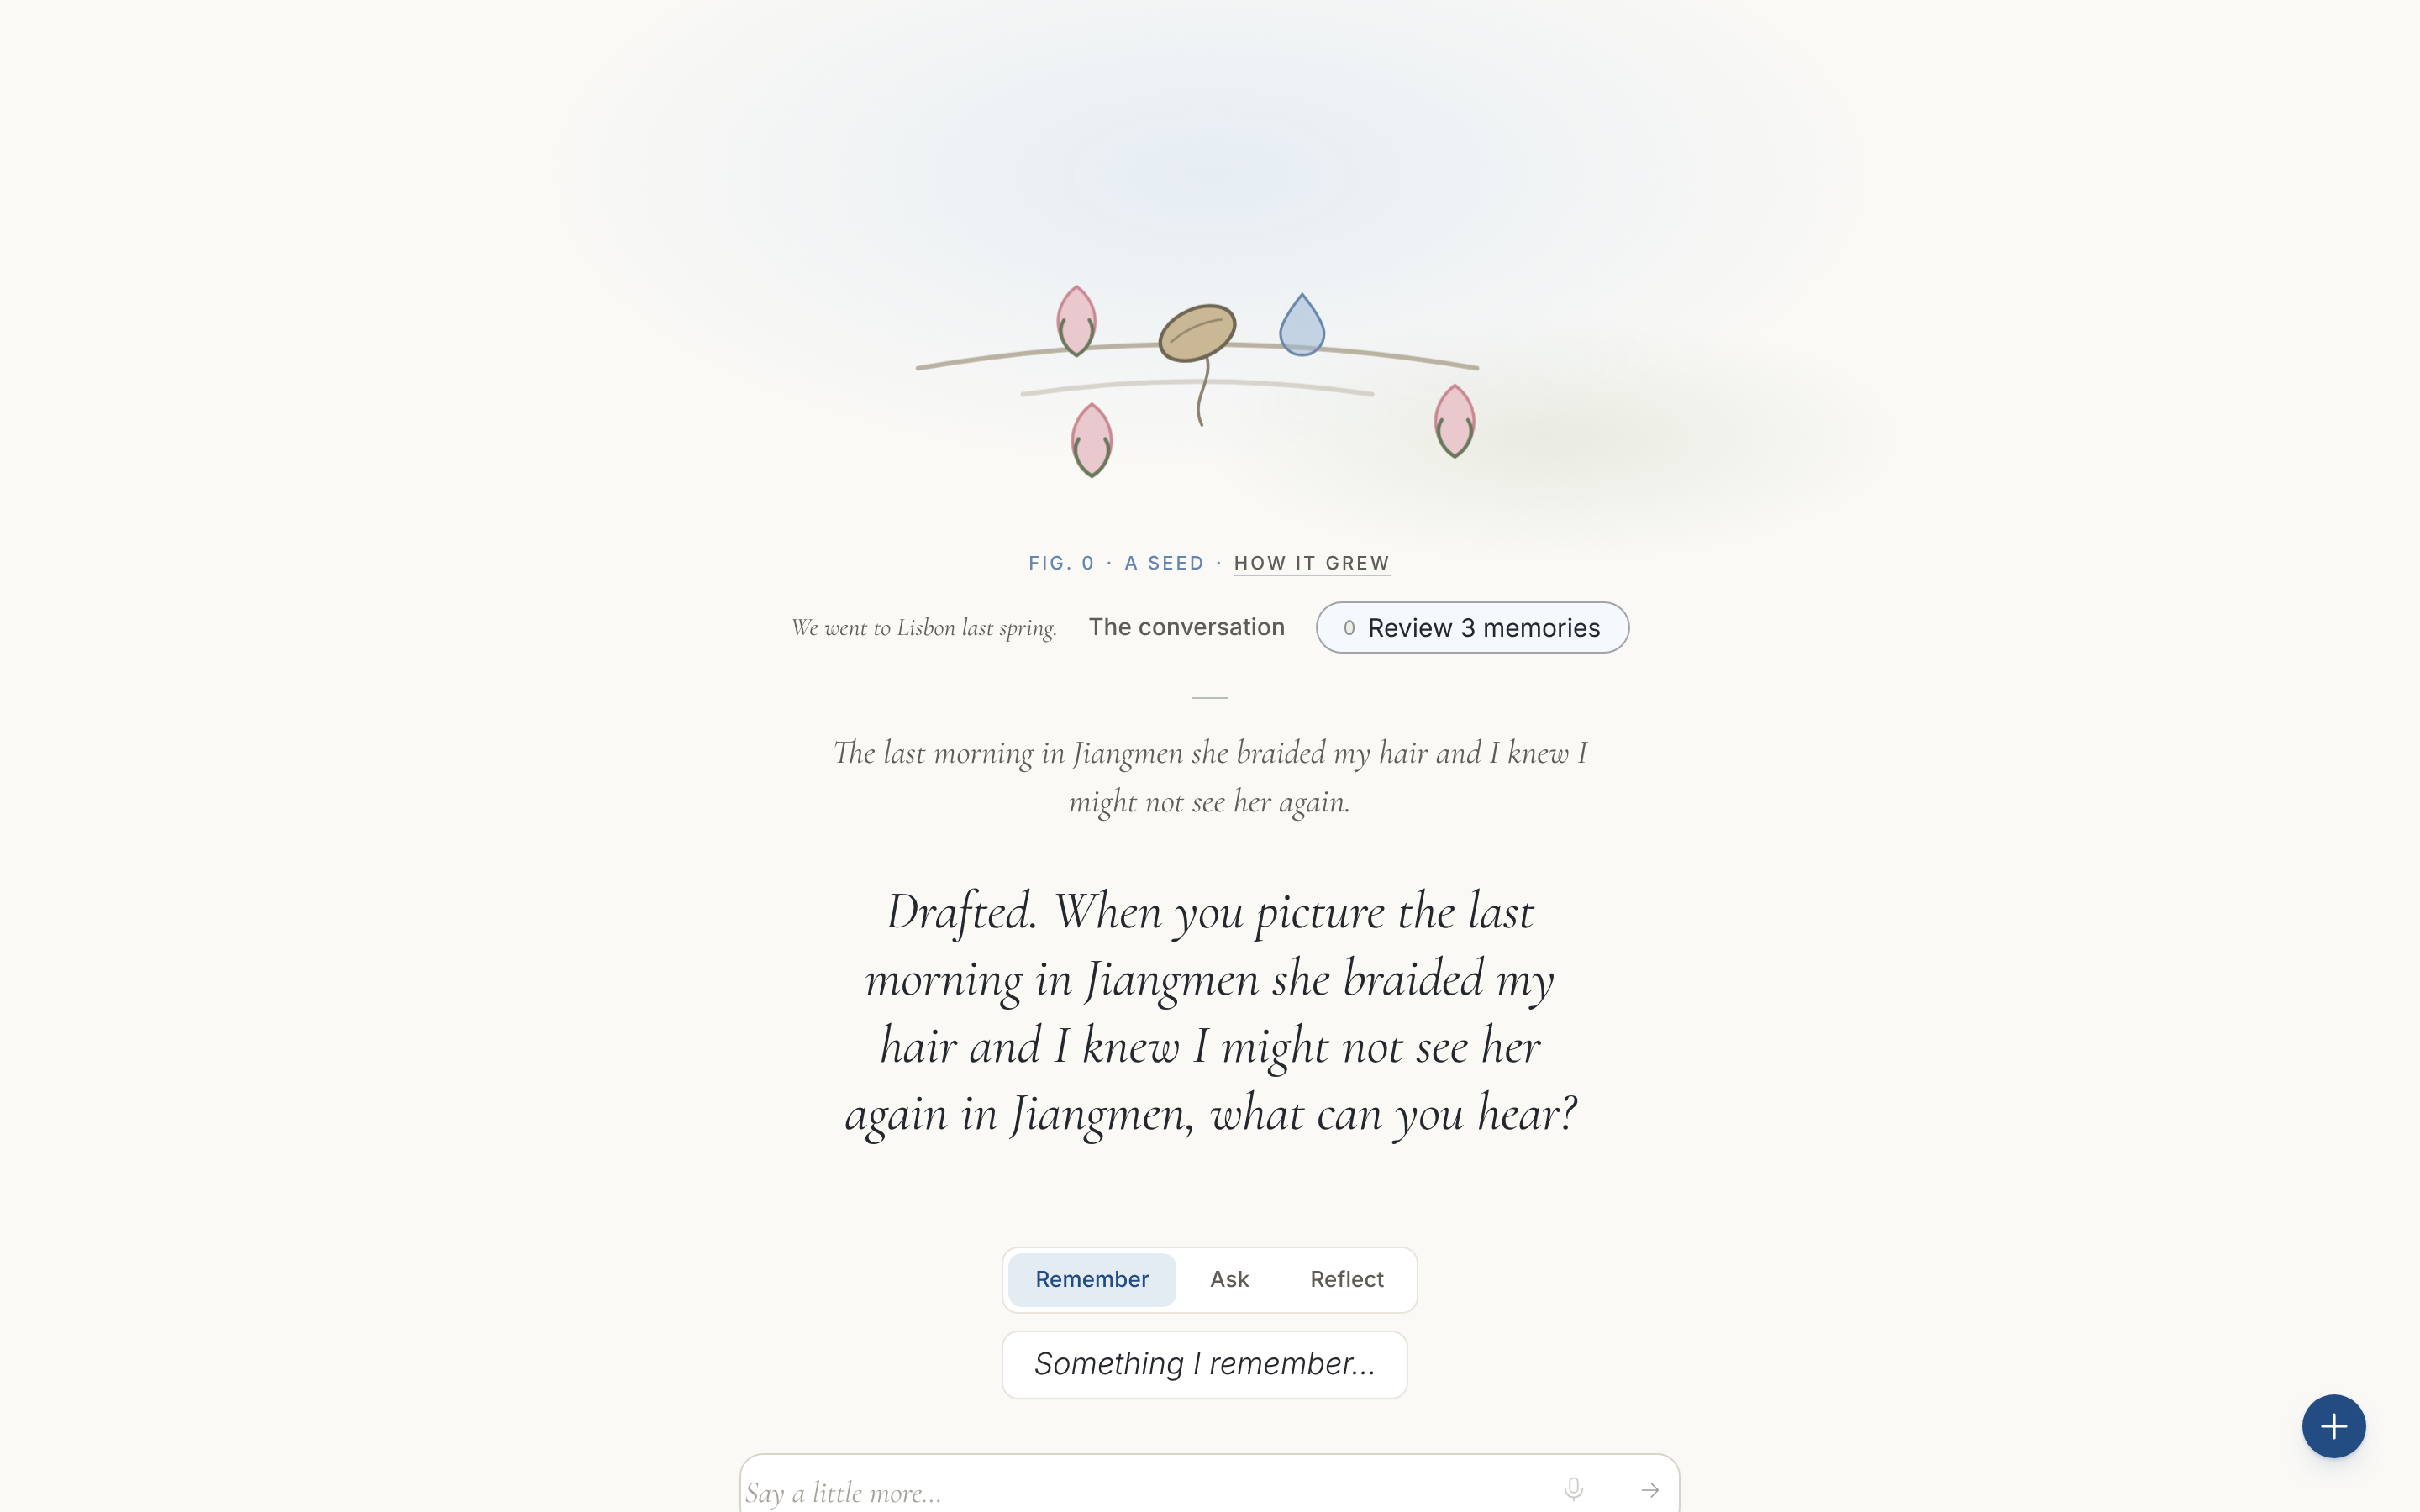 FIG. 0 · A SEED · HOW IT GREW
We went to Lisbon last spring. The conversation Review 3 memories
The last morning in Jiangmen she braided my hair and I knew I
might not see her again.
Drafted. When you picture the last
morning in Jiangmen she braided my
hair and I knew I might not see her
again in Jiangmen, what can you hear?
Remember Ask Reflect
Something I remember...
Say a little more...